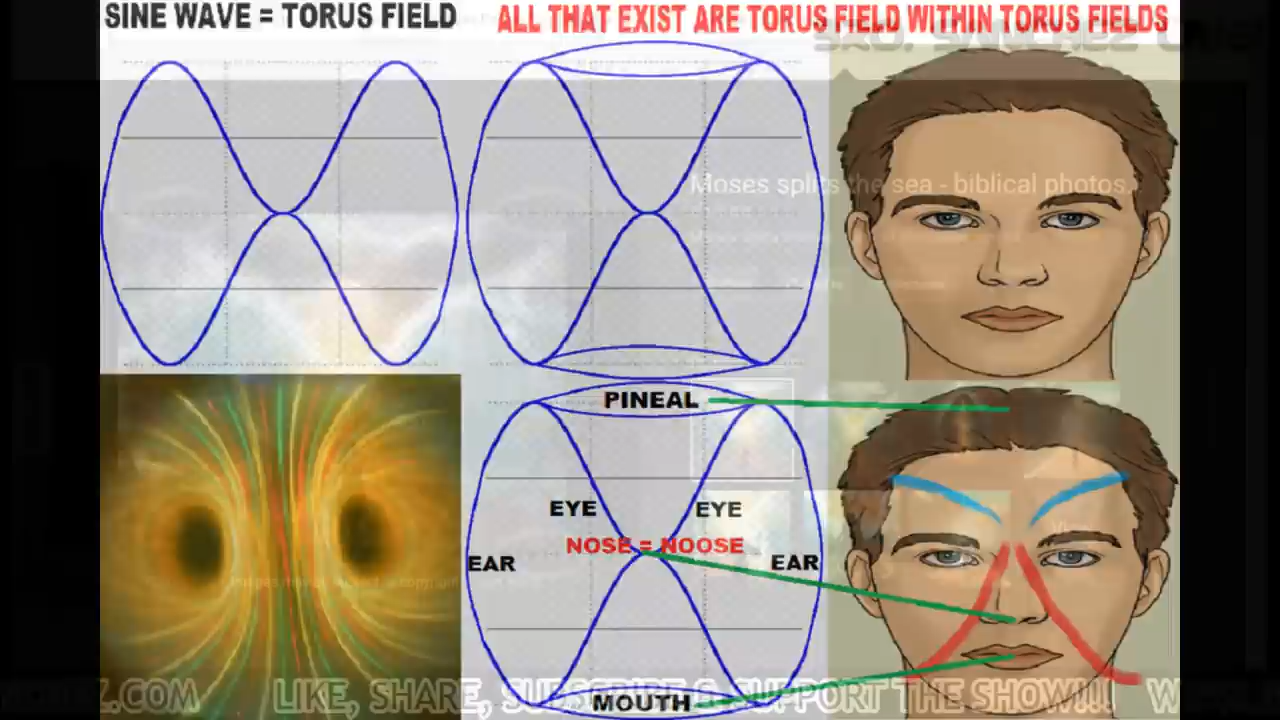 SINE WAVE = TORUS FIELD
ALL THAT EXIST ARE TORUS FIELD WITHIN TORUS FIELDS
Moses splits the sea - biblical photos.
PINEAL
EYE
EYE
NOSE = NOOSE
EAR
EAR
MOUTH
.COM LIKE, SHARE, SUBSCRIBE & SUPPORT THE SHOW!!!